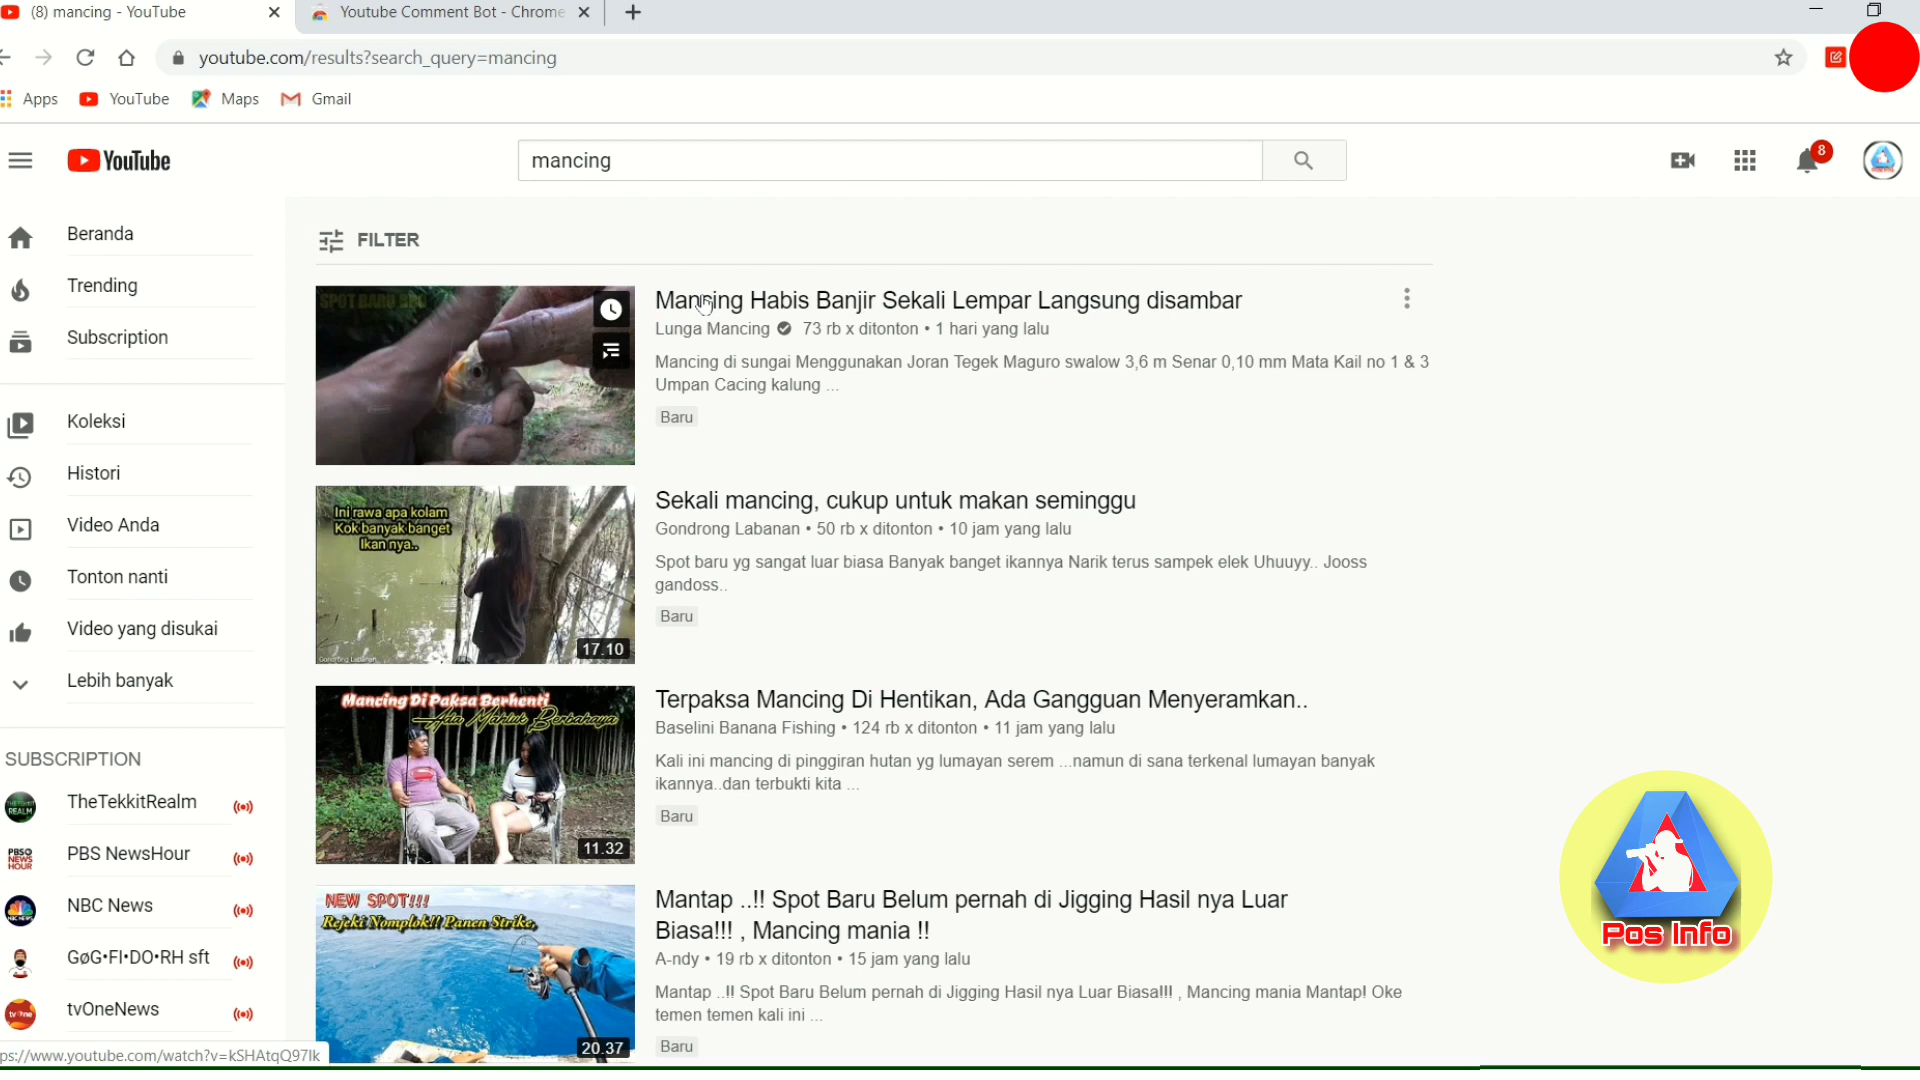 (8) mancing - YouTube
Youtube Comment Bot - Chrome
youtube.com/results?search_query=mancing
Apps
YouTube
Maps
Gmail
YouTube
mancing
8
Beranda
Trending
Subscription
Koleksi
Histori
Video Anda
Tonton nanti
Video yang disukai
Lebih banyak
SUBSCRIPTION
TheTekkitRealm
PBS NewsHour
NBC News
GøG•FI•DO•RH sft
tvOneNews
FILTER
SPOT BARU
Mancing Habis Banjir Sekali Lempar Langsung disambar
Lunga Mancing 73 rb x ditonton • 1 hari yang lalu
Mancing di sungai Menggunakan Joran Tegek Maguro swalow 3,6 m Senar 0,10 mm Mata Kail no 1 & 3
Umpan Cacing kalung ...
Baru
Ini rawa apa kolam
Kok banyak banget
Ikan nya..
Gondrong Labanan
17.10
Sekali mancing, cukup untuk makan seminggu
Gondrong Labanan • 50 rb x ditonton • 10 jam yang lalu
Spot baru yg sangat luar biasa Banyak banget ikannya Narik terus sampek elek Uhuuyy.. Jooss
gandoss..
Baru
Mancing Di Paksa Berhenti
Ada Mahluk Berbahaya
11.32
Terpaksa Mancing Di Hentikan, Ada Gangguan Menyeramkan..
Baselini Banana Fishing • 124 rb x ditonton • 11 jam yang lalu
Kali ini mancing di pinggiran hutan yg lumayan serem ...namun di sana terkenal lumayan banyak
ikannya..dan terbukti kita ...
Baru
NEW SPOT!!!
Rejeki Nomplok!! Panen Strike,
20.37
Mantap ..!! Spot Baru Belum pernah di Jigging Hasil nya Luar
Biasa!!! , Mancing mania !!
A-ndy • 19 rb x ditonton • 15 jam yang lalu
Mantap ..!! Spot Baru Belum pernah di Jigging Hasil nya Luar Biasa!!! , Mancing mania Mantap! Oke
temen temen kali ini ...
Baru
Pos Info
ps://www.youtube.com/watch?v=kSHAtqQ97lk